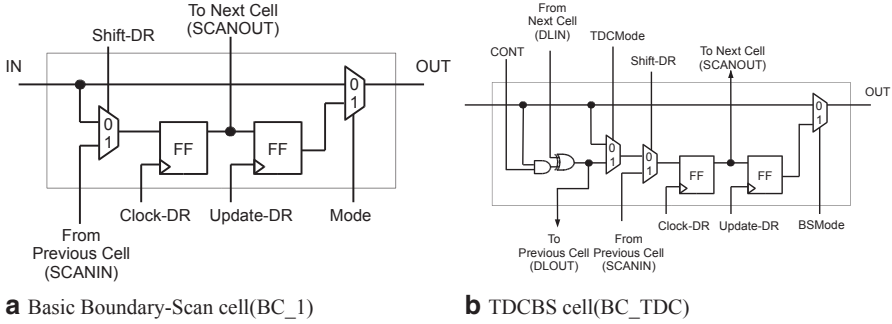 To Next Cell
(SCANOUT)
Shift-DR
IN
OUT
0
1
0
1
FF
FF
Clock-DR
Update-DR
Mode
From
Previous Cell
(SCANIN)
a Basic Boundary-Scan cell(BC_1)
From
Next Cell
(DLIN)
TDCMode
CONT
Shift-DR
To Next Cell
(SCANOUT)
OUT
0
1
0
1
0
1
FF
FF
Clock-DR
Update-DR
BSMode
To
Previous Cell
(DLOUT)
From
Previous Cell
(SCANIN)
b TDCBS cell(BC_TDC)